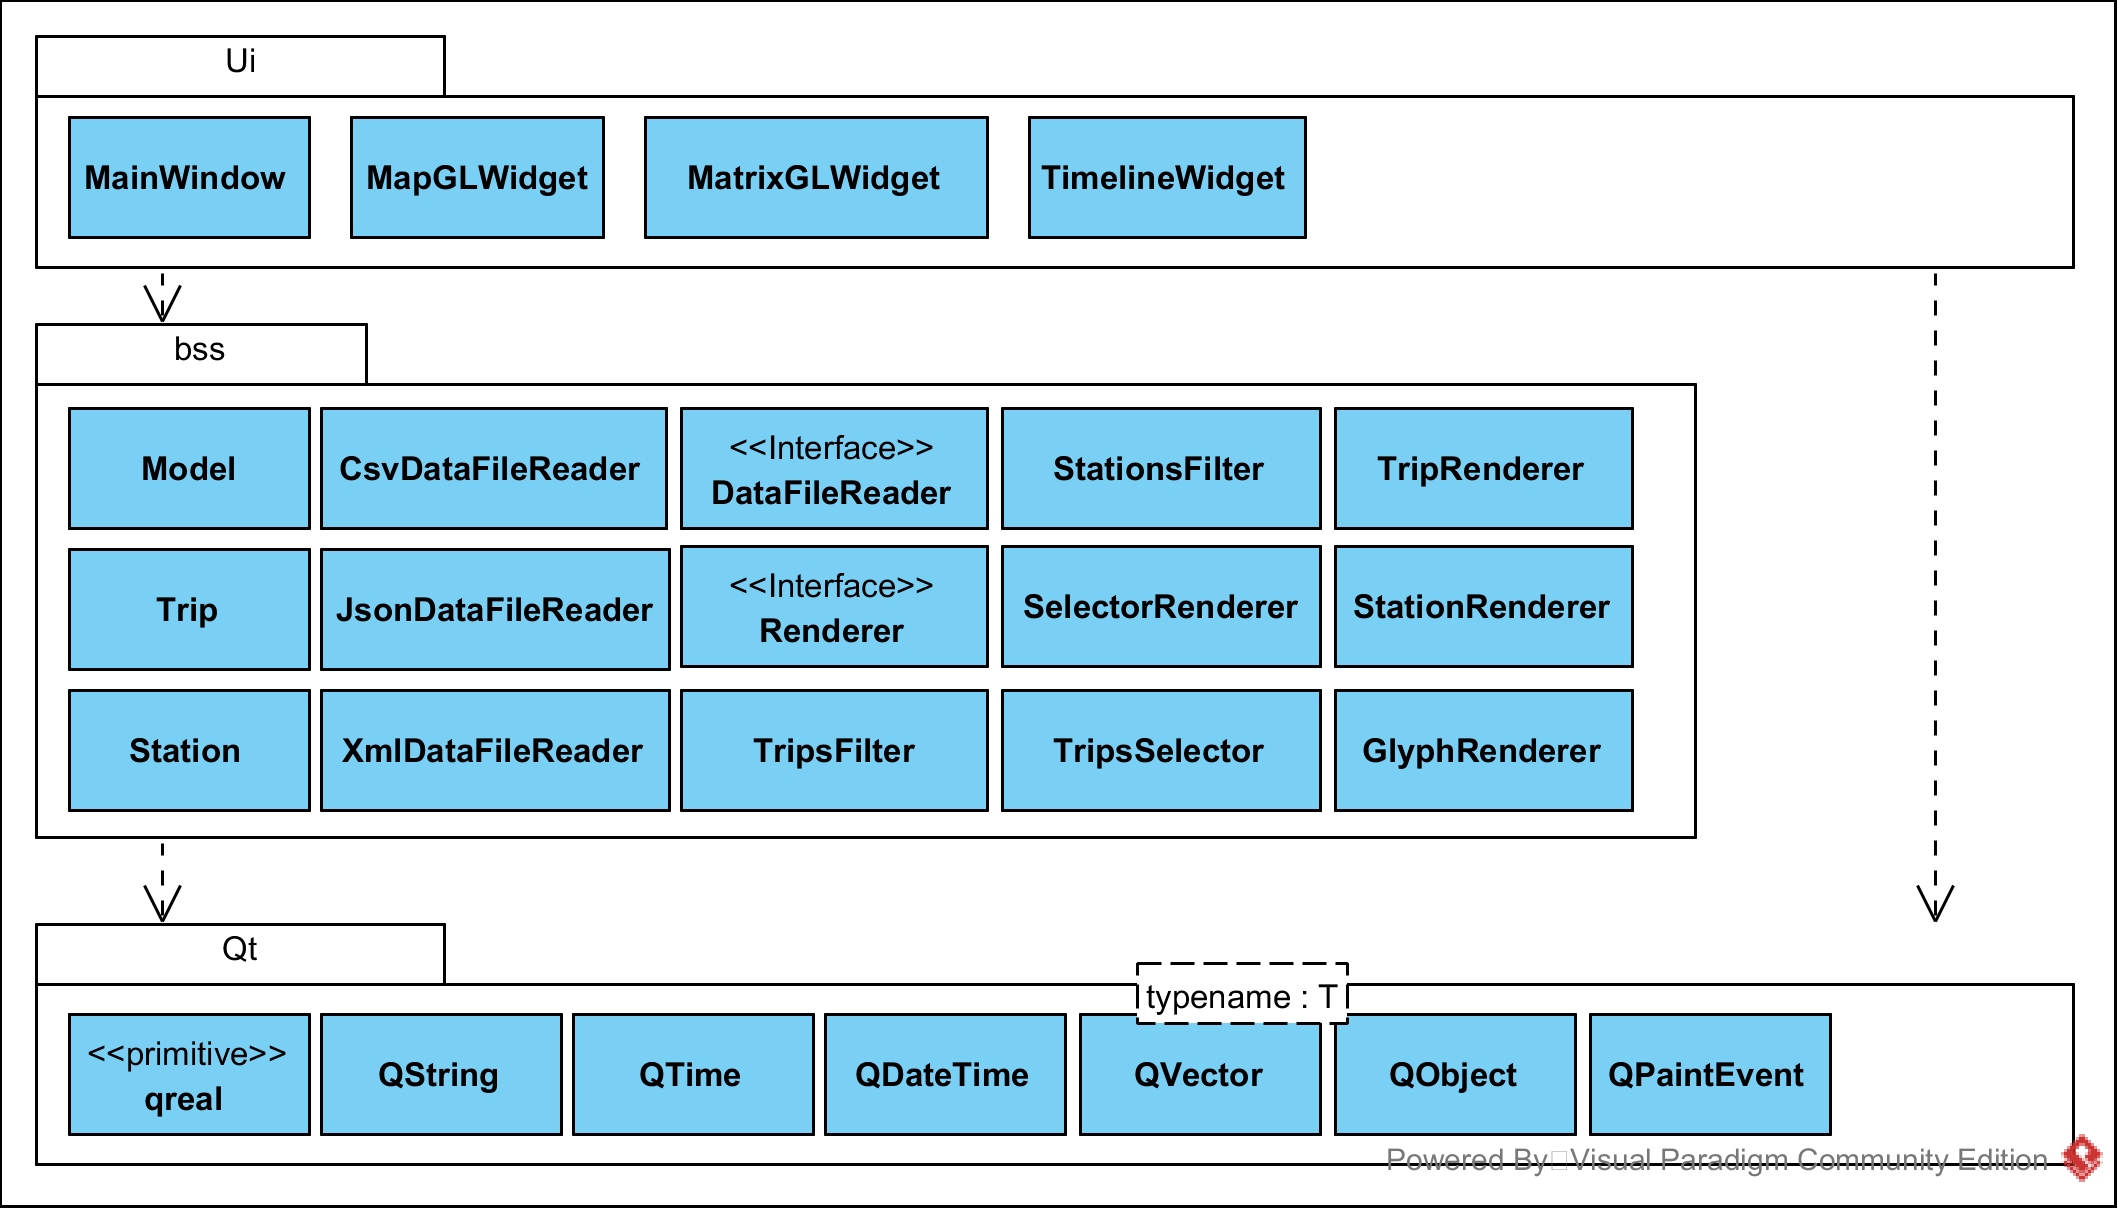 Ui
MainWindow
MapGLWidget
MatrixGLWidget
TimelineWidget
bss
Model
CsvDataFileReader
<<Interface>>
DataFileReader
StationsFilter
TripRenderer
Trip
JsonDataFileReader
<<Interface>>
Renderer
SelectorRenderer
StationRenderer
Station
XmlDataFileReader
TripsFilter
TripsSelector
GlyphRenderer
Qt
typename : T
<<primitive>>
qreal
QString
QTime
QDateTime
QVector
QObject
QPaintEvent
Powered By Visual Paradigm Community Edition